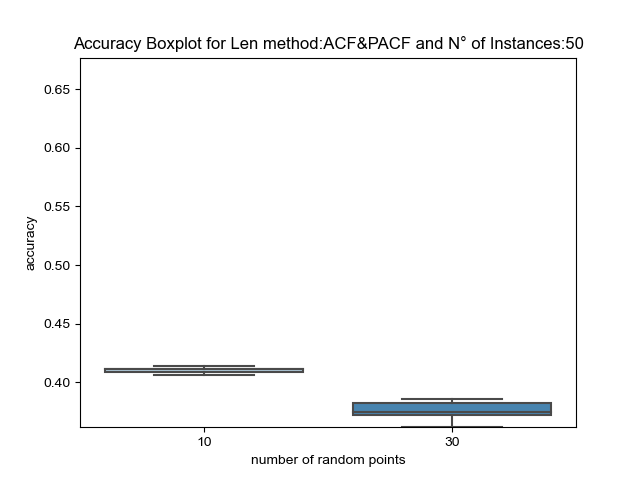 Accuracy Boxplot for Len method:ACF&PACF and N° of Instances:50
0.65
0.60
0.55
0.50
0.45
0.40
accuracy
10 30
number of random points